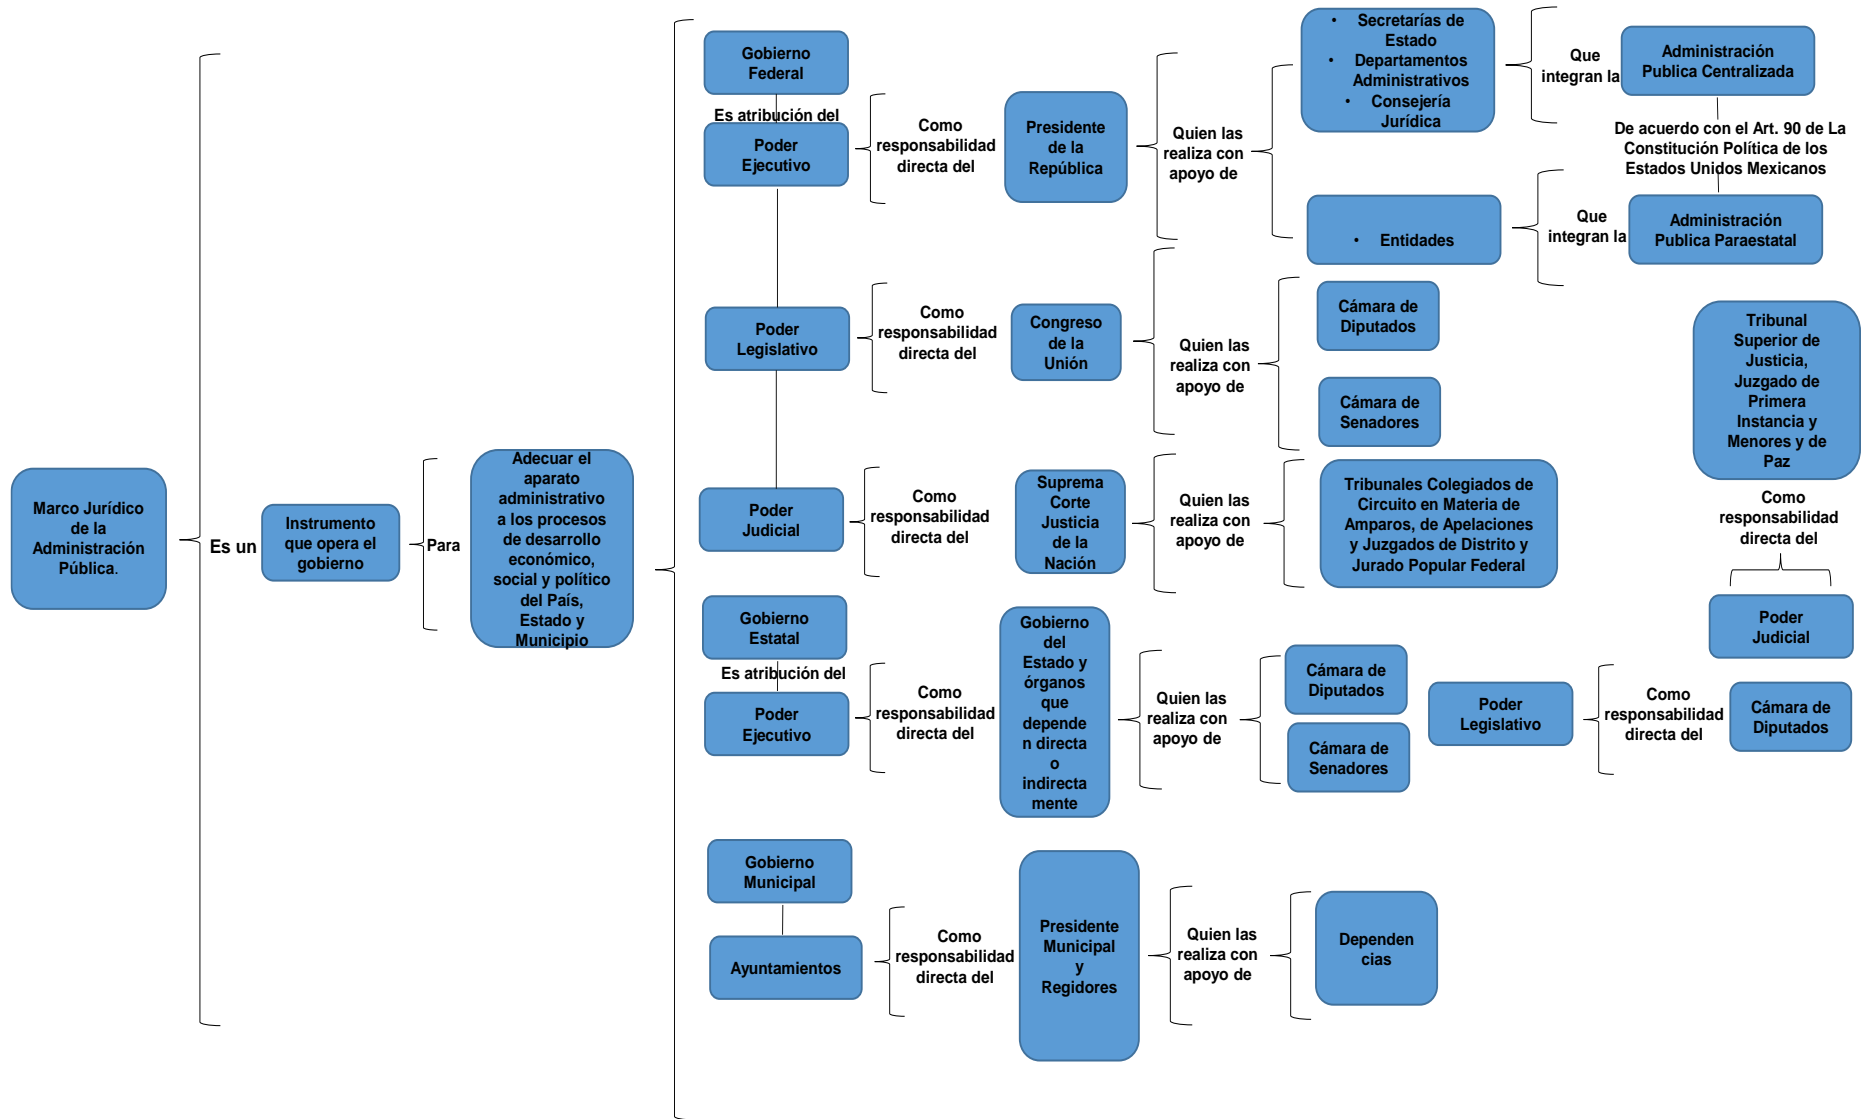 Marco Jurídico
de la
Administración
Pública.
Es un
Instrumento
que opera el
gobierno
Para
Adecuar el
aparato
administrativo
a los procesos
de desarrollo
económico,
social y político
del País,
Estado y
Municipio
Gobierno
Federal
Es atribución del
Poder
Ejecutivo
Como
responsabilidad
directa del
Presidente
de la
República
Quien las
realiza con
apoyo de
• Secretarías de
Estado
• Departamentos
Administrativos
• Consejería
Jurídica
Que
integran la
Administración
Publica Centralizada
De acuerdo con el Art. 90 de La
Constitución Política de los
Estados Unidos Mexicanos
• Entidades
Que
integran la
Administración
Publica Paraestatal
Poder
Legislativo
Como
responsabilidad
directa del
Congreso
de la
Unión
Quien las
realiza con
apoyo de
Cámara de
Diputados
Cámara de
Senadores
Poder
Judicial
Como
responsabilidad
directa del
Suprema
Corte
Justicia
de la
Nación
Quien las
realiza con
apoyo de
Tribunales Colegiados de
Circuito en Materia de
Amparos, de Apelaciones
y Juzgados de Distrito y
Jurado Popular Federal
Tribunal
Superior de
Justicia,
Juzgado de
Primera
Instancia y
Menores y de
Paz
Como
responsabilidad
directa del
Poder
Judicial
Gobierno
Estatal
Es atribución del
Poder
Ejecutivo
Como
responsabilidad
directa del
Gobierno
del
Estado y
órganos
que
depende
n directa
o
indirecta
mente
Quien las
realiza con
apoyo de
Cámara de
Diputados
Cámara de
Senadores
Poder
Legislativo
Como
responsabilidad
directa del
Cámara de
Diputados
Gobierno
Municipal
Ayuntamientos
Como
responsabilidad
directa del
Presidente
Municipal
y
Regidores
Quien las
realiza con
apoyo de
Dependen
cias